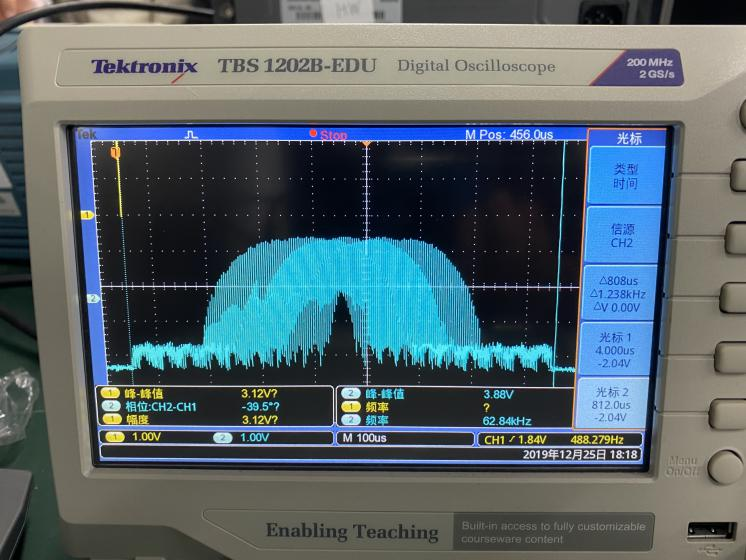 Tektronix TBS 1202B-EDU Digital Oscilloscope 200 MHz
2 GS/s
Tek Stop M Pos: 456.0us 光标
类型
时间
信源
CH2
△808us
△1.238kHz
△V 0.00V
光标 1
4.000us
-2.04V
光标 2
812.0us
-2.04V
1 峰-峰值 3.12V? 2 峰-峰值 3.88V
2 相位:CH2-CH1 -39.5°? 1 频率 ?
1 幅度 3.12V? 2 频率 62.84kHz
1 1.00V 2 1.00V M 100us CH1 / 1.84V 488.279Hz
2019年12月25日 18:18
Menu
On/Off
Enabling Teaching
Built-in access to fully customizable
courseware content